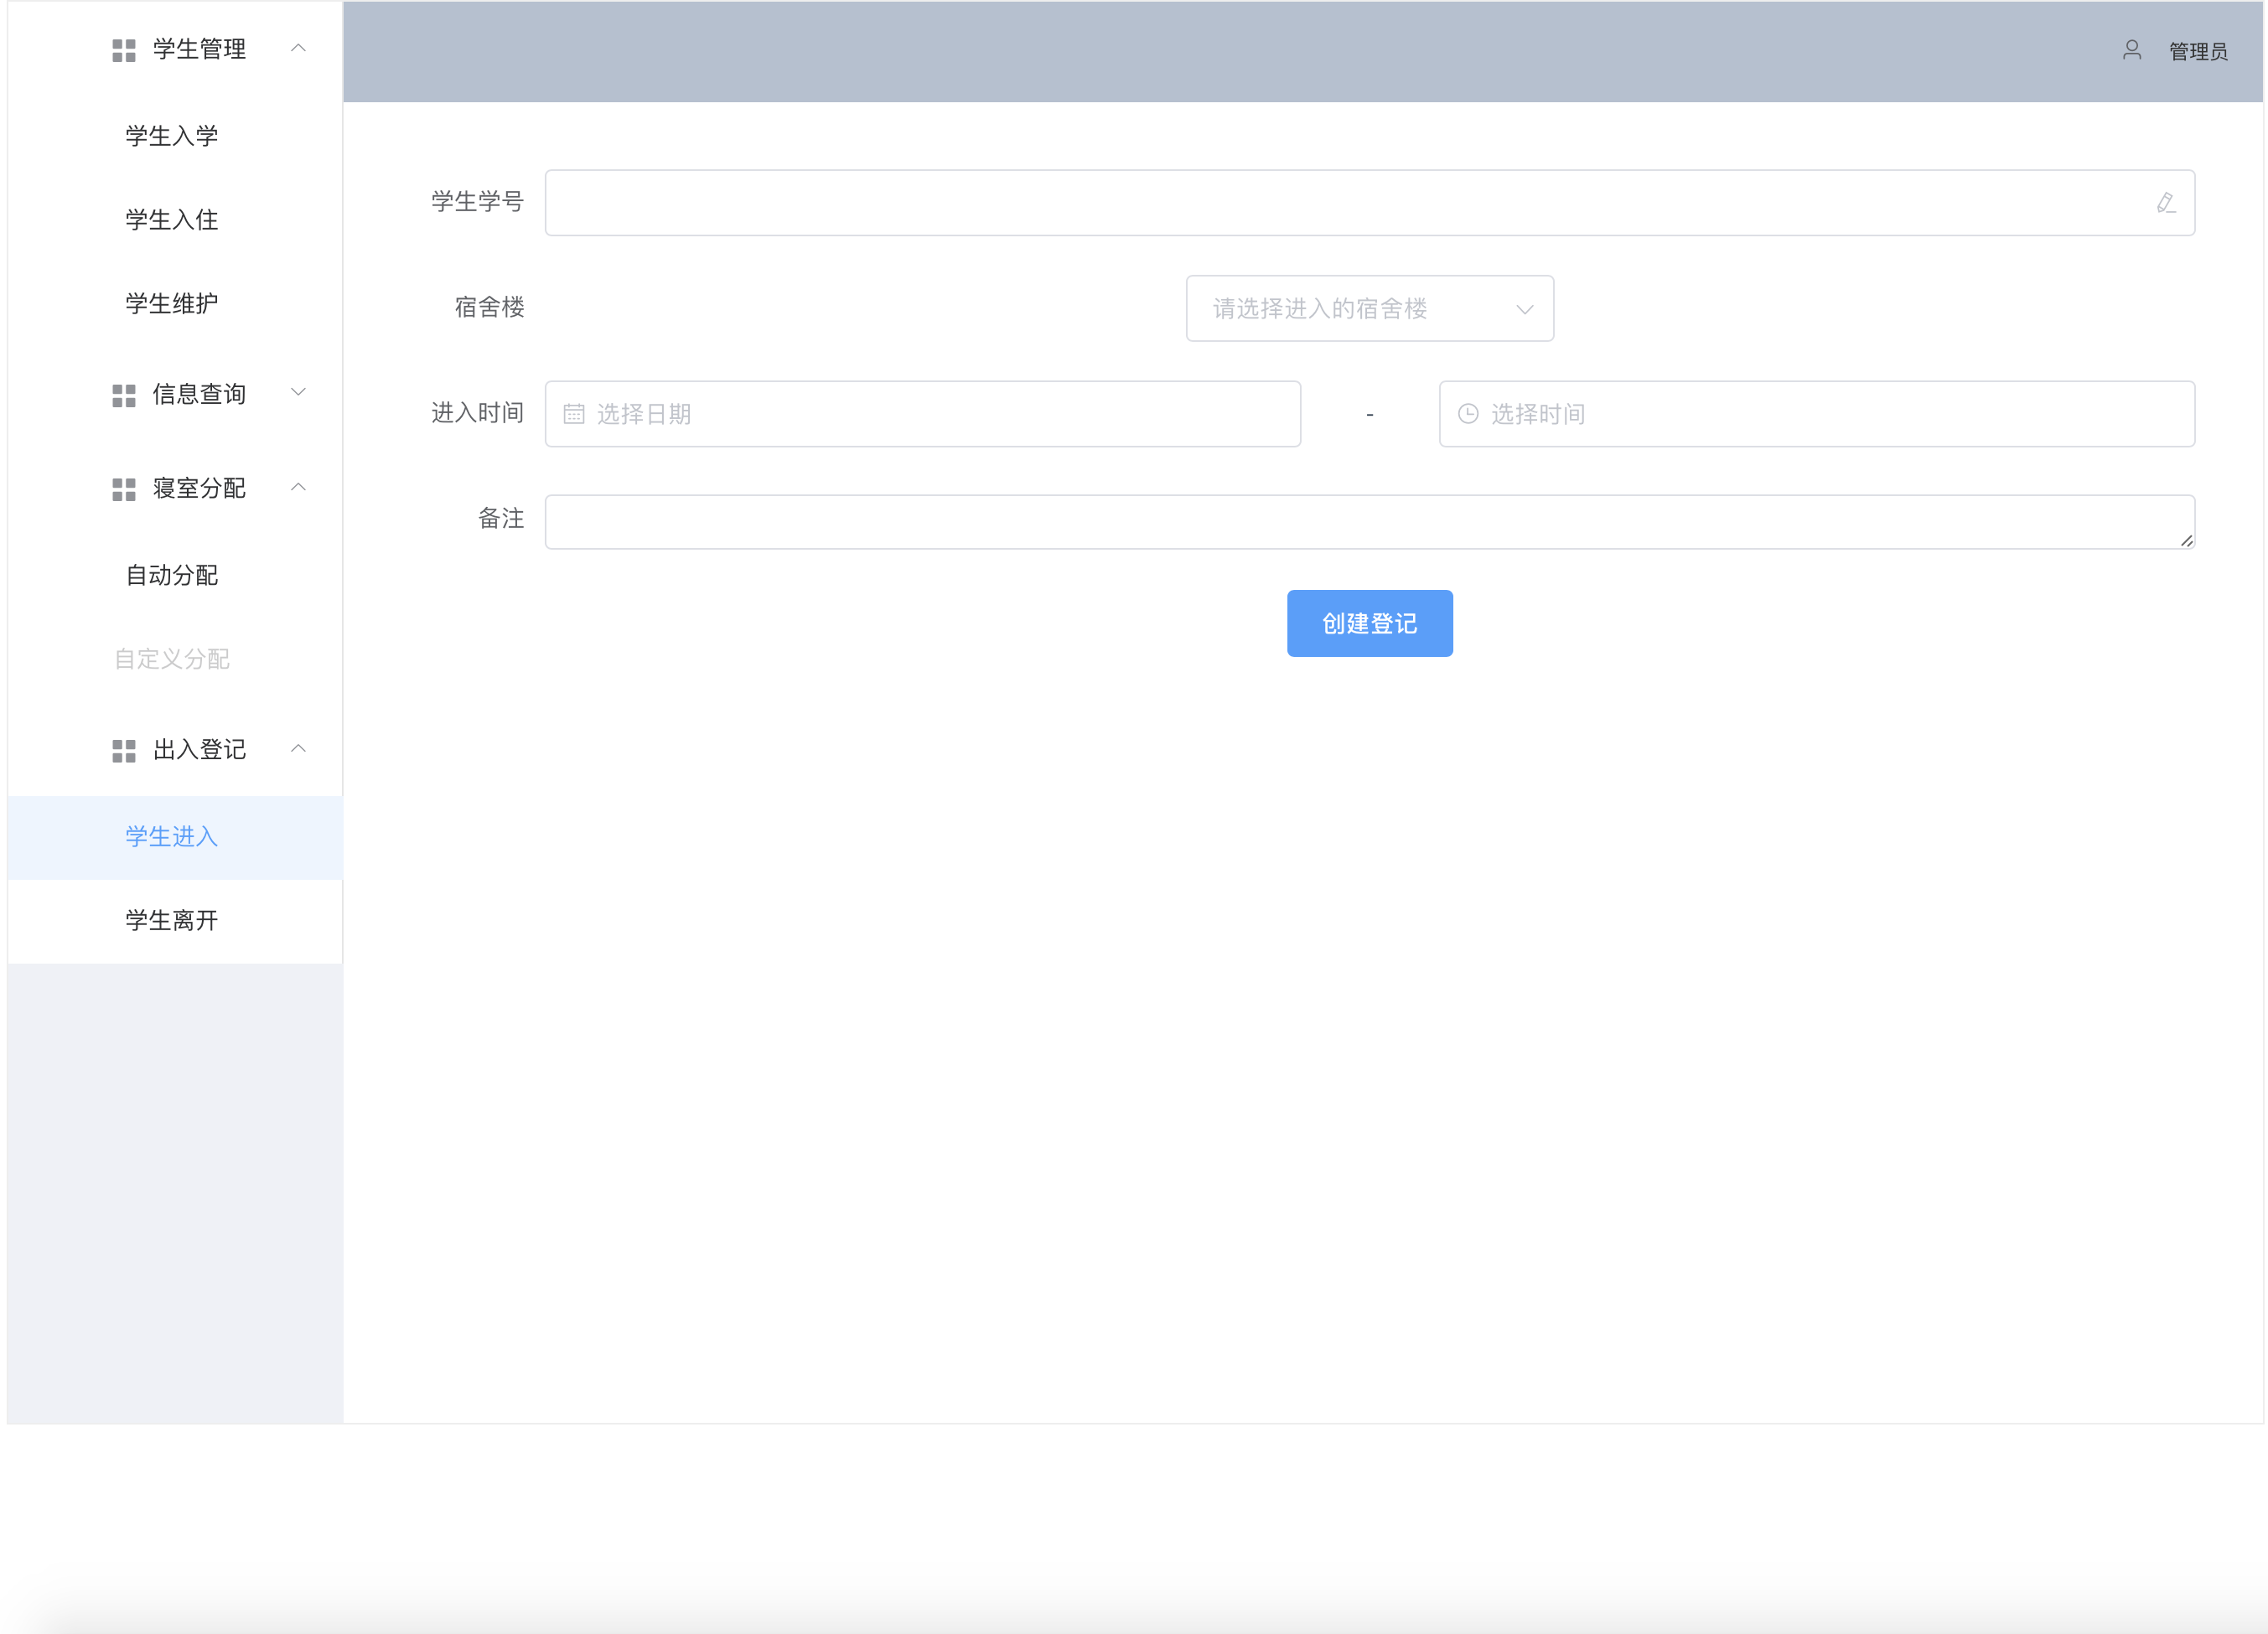 学生管理
学生入学
学生入住
学生维护
信息查询
寝室分配
自动分配
自定义分配
出入登记
学生进入
学生离开
管理员
学生学号
宿舍楼 请选择进入的宿舍楼
进入时间 选择日期 - 选择时间
备注
创建登记